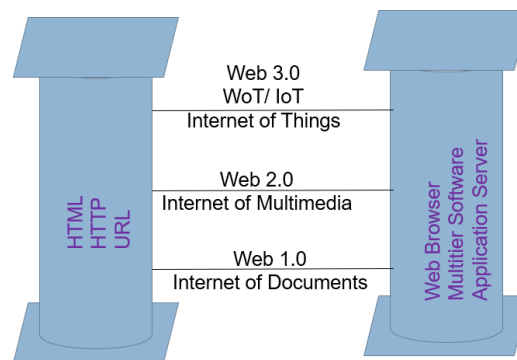 Web 3.0
WoT/ IoT
Internet of Things
Web 2.0
Internet of Multimedia
Web 1.0
Internet of Documents
HTML
HTTP
URL
Web Browser
Multitier Software
Application Server